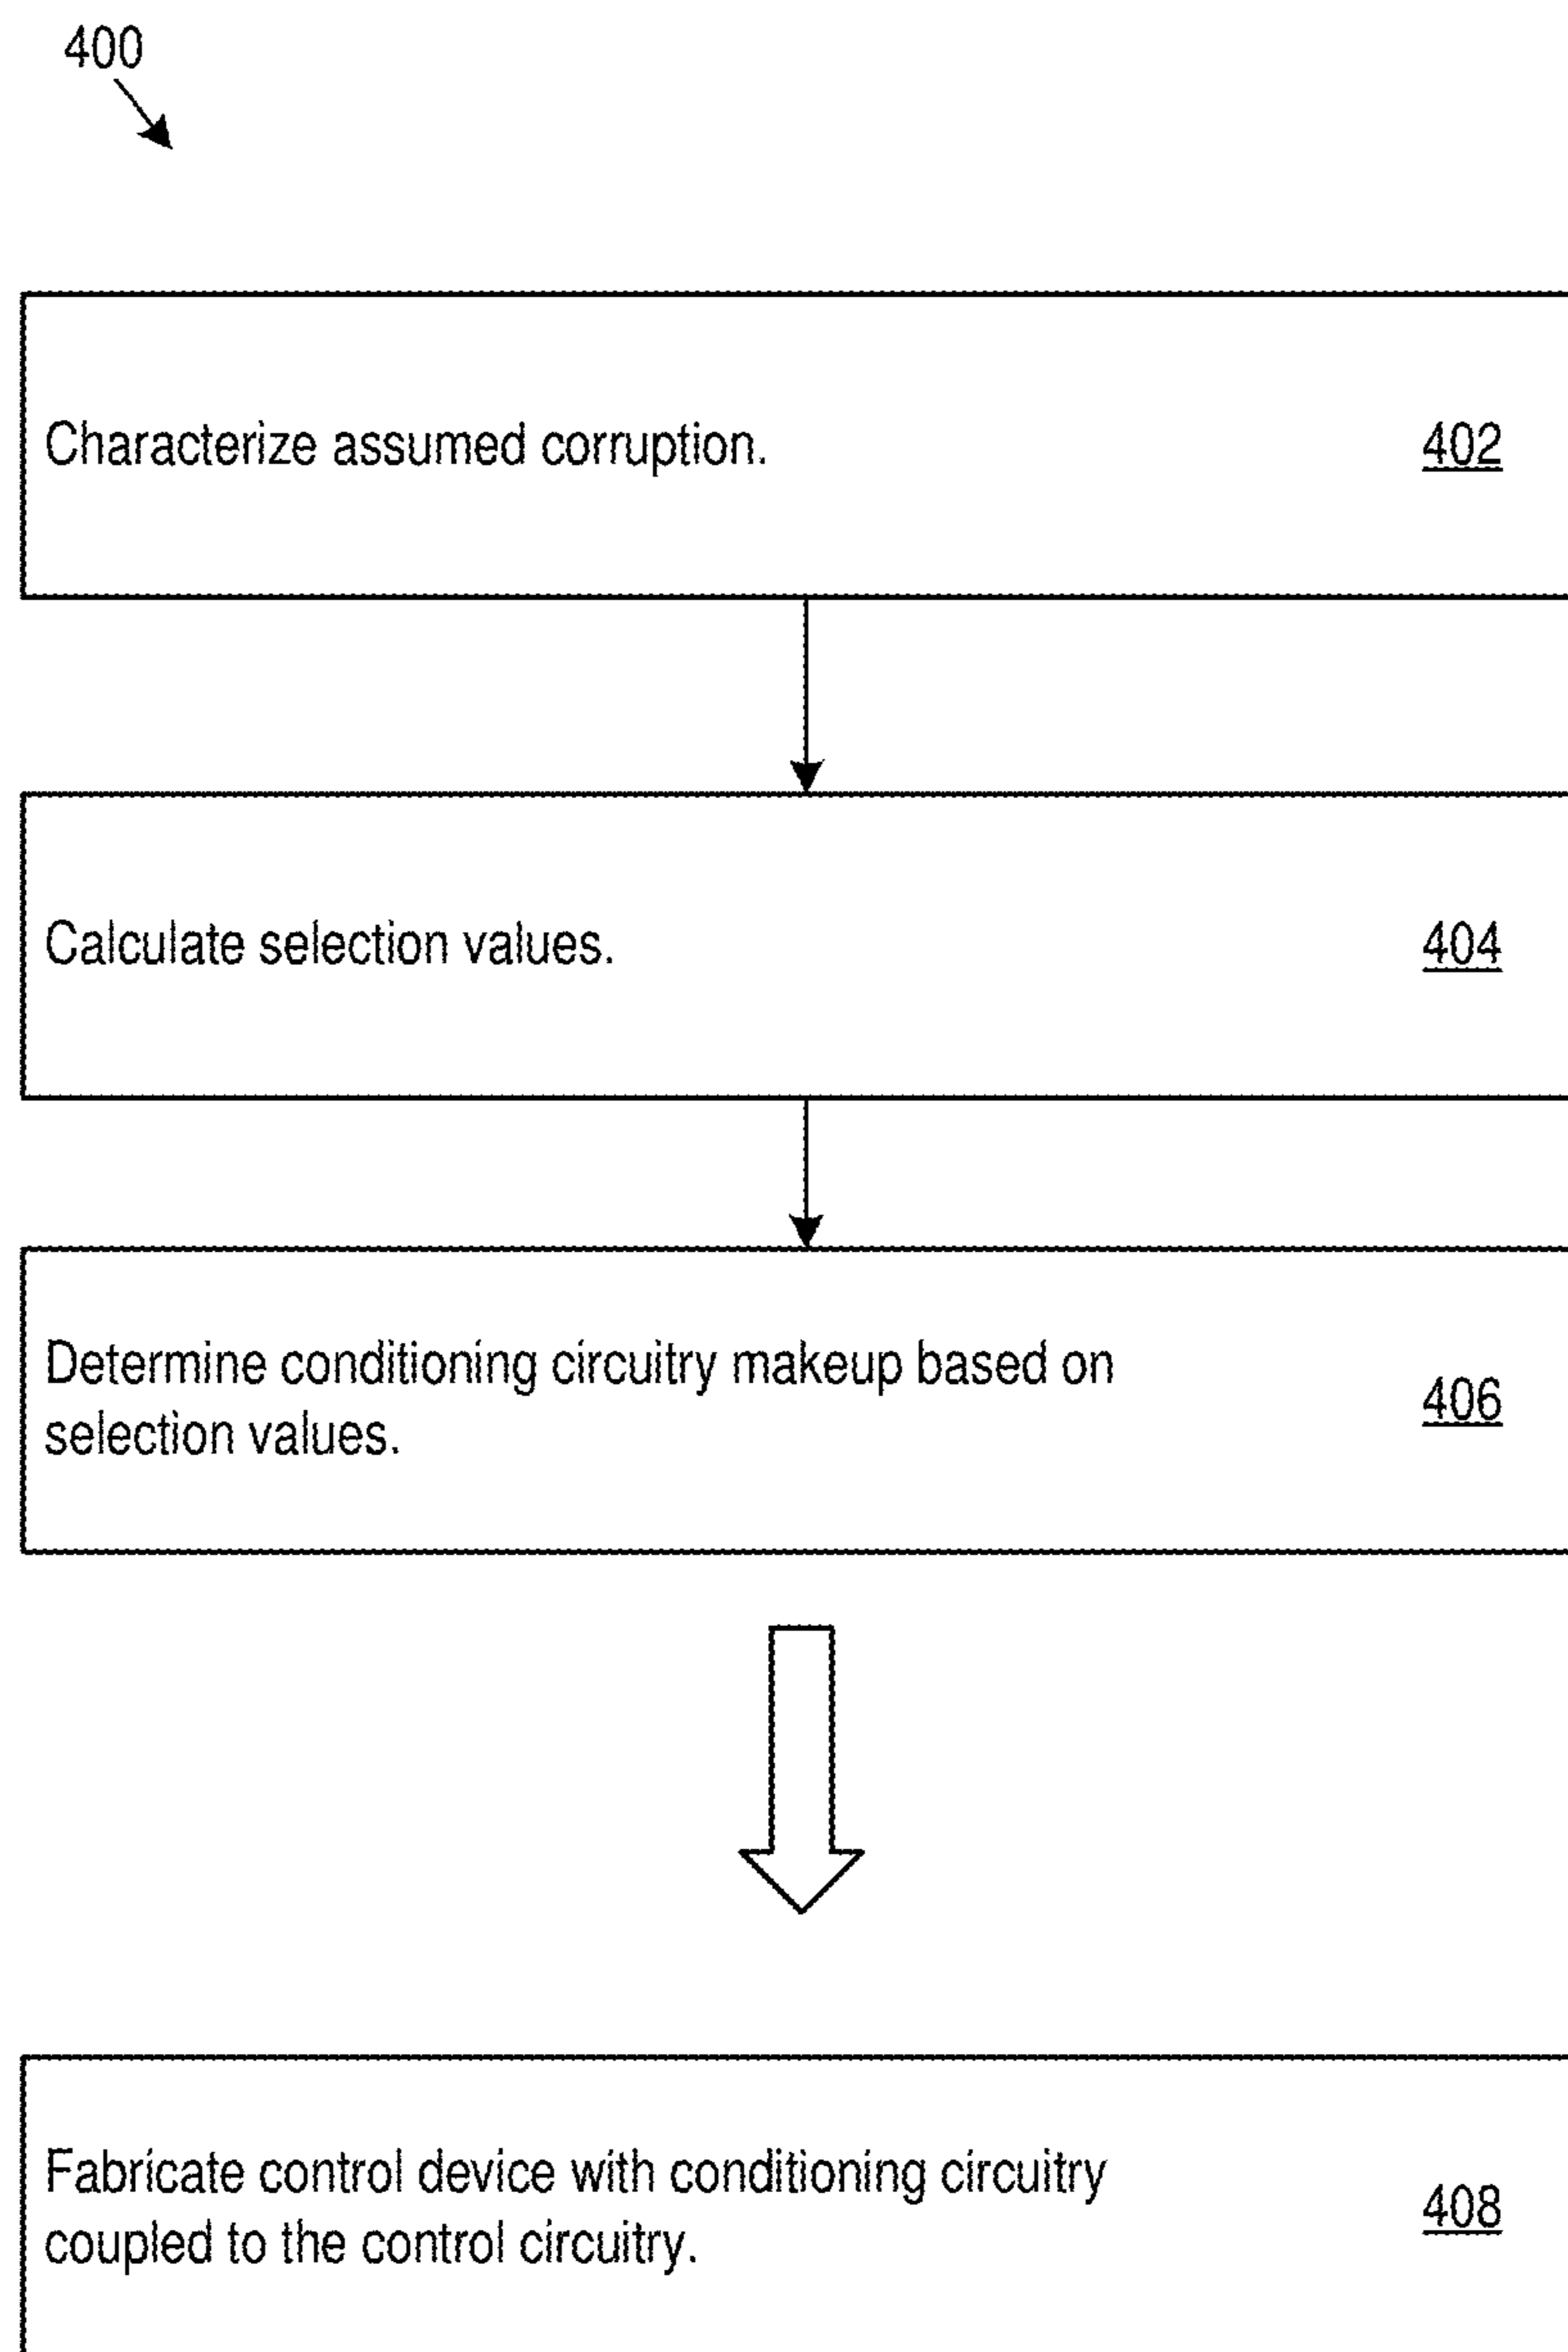 400
Characterize assumed corruption.
402
Calculate selection values.
404
Determine conditioning circuitry makeup based on
selection values.
406
Fabricate control device with conditioning circuitry
coupled to the control circuitry.
408